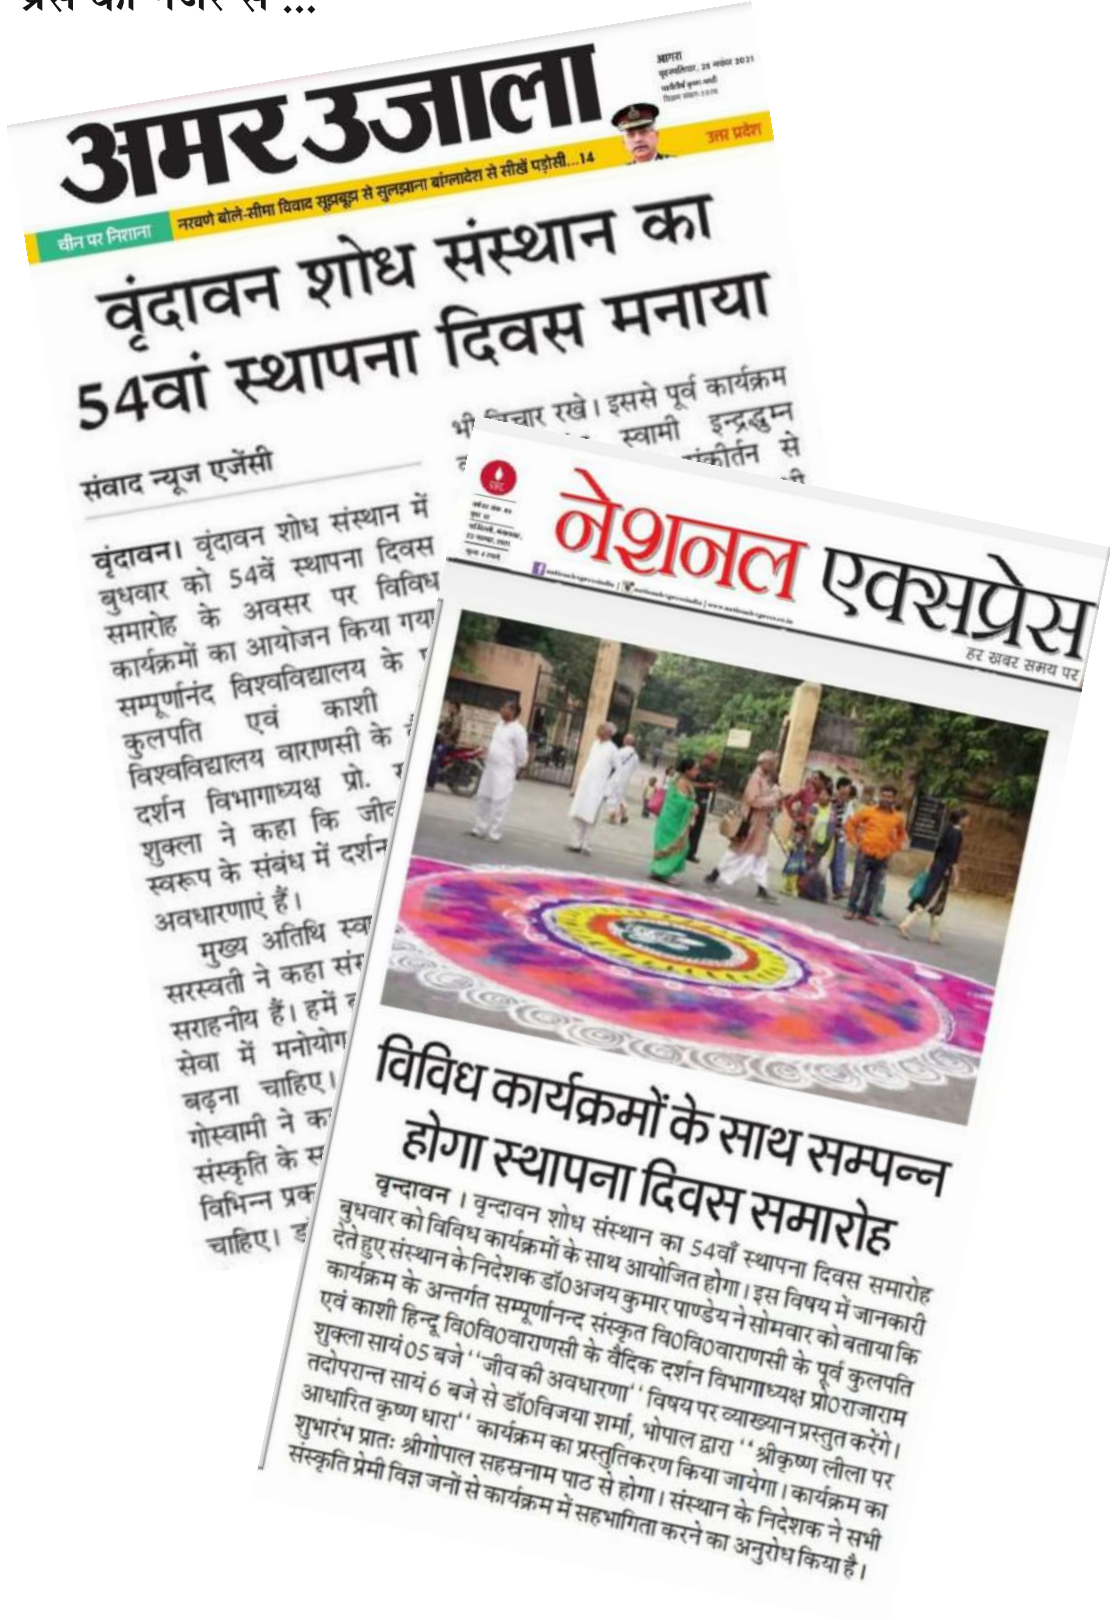 अमर उजाला
आगरा
बृहस्पतिवार, 25 नवंबर 2021
उत्तर प्रदेश
चीन पर निशाना
नरवणे बोले-सीमा विवाद सूझबूझ से सुलझाना बांग्लादेश से सीखें पड़ोसी...14
वृंदावन शोध संस्थान का
54वां स्थापना दिवस मनाया
संवाद न्यूज एजेंसी
वृंदावन। वृंदावन शोध संस्थान में
बुधवार को 54वें स्थापना दिवस
समारोह के अवसर पर विविध
कार्यक्रमों का आयोजन किया गया
सम्पूर्णानंद विश्वविद्यालय के
कुलपति एवं काशी
विश्वविद्यालय वाराणसी के
दर्शन विभागाध्यक्ष प्रो.
शुक्ला ने कहा कि जीव
स्वरूप के संबंध में दर्शन
अवधारणाएं हैं।
मुख्य अतिथि
सरस्वती ने कहा
सराहनीय हैं। हमें
सेवा में मनोयोग
बढ़ना चाहिए।
गोस्वामी ने
संस्कृति के
विभिन्न
चाहिए।
भी विचार रखे। इससे पूर्व कार्यक्रम
स्वामी इन्द्रद्युम्न
संकीर्तन से
नेशनल एक्सप्रेस
हर खबर समय पर
विविध कार्यक्रमों के साथ सम्पन्न
होगा स्थापना दिवस समारोह
वृन्दावन । वृन्दावन शोध संस्थान का 54वाँ स्थापना दिवस समारोह
बुधवार को विविध कार्यक्रमों के साथ आयोजित होगा। इस विषय में जानकारी
देते हुए संस्थान के निदेशक डॉ0अजय कुमार पाण्डेय ने सोमवार को बताया कि
कार्यक्रम के अन्तर्गत सम्पूर्णानन्द संस्कृत वि0वि0वाराणसी के पूर्व कुलपति
एवं काशी हिन्दू वि0वि0वाराणसी के वैदिक दर्शन विभागाध्यक्ष प्रो0राजाराम
शुक्ला सायं 05 बजे ‘‘जीव की अवधारणा’’ विषय पर व्याख्यान प्रस्तुत करेंगे।
तदोपरान्त सायं 6 बजे से डॉ0विजया शर्मा, भोपाल द्वारा ‘‘श्रीकृष्ण लीला पर
आधारित कृष्ण धारा’’ कार्यक्रम का प्रस्तुतिकरण किया जायेगा। कार्यक्रम का
शुभारंभ प्रातः श्रीगोपाल सहस्रनाम पाठ से होगा। संस्थान के निदेशक ने सभी
संस्कृति प्रेमी विज्ञ जनों से कार्यक्रम में सहभागिता करने का अनुरोध किया है।